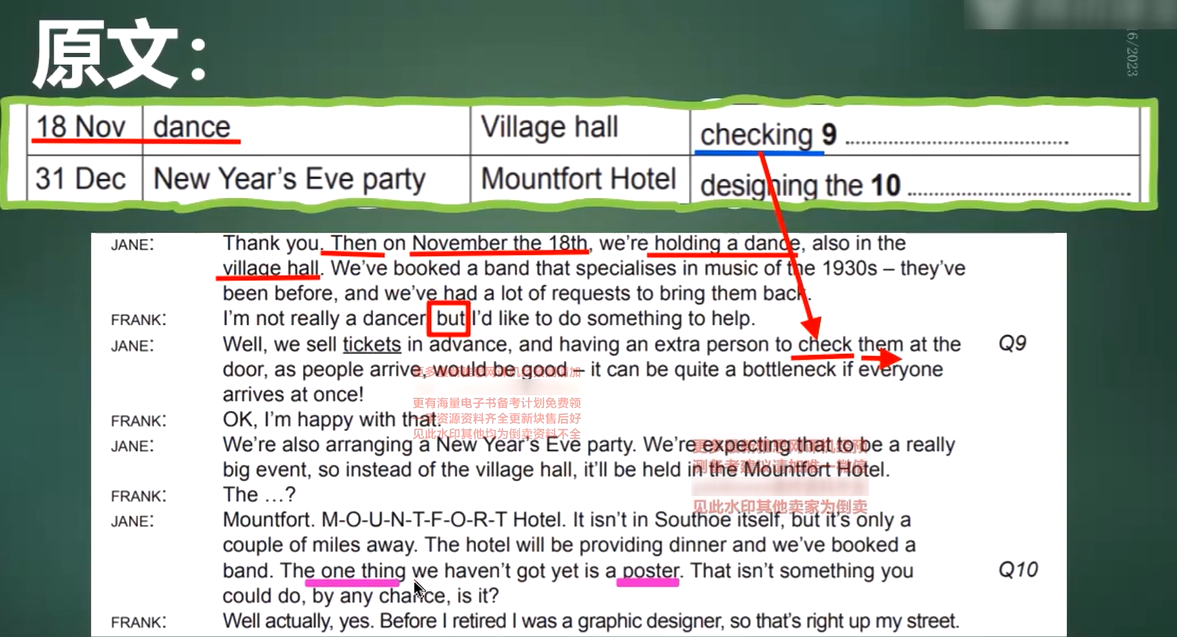 原文：
16/2023
18 Nov dance Village hall checking 9 ........................................
31 Dec New Year's Eve party Mountfort Hotel designing the 10 ........................................
JANE: Thank you. Then on November the 18th, we're holding a dance, also in the
village hall. We've booked a band that specialises in music of the 1930s – they've
been before, and we've had a lot of requests to bring them back.
FRANK: I'm not really a dancer, but I'd like to do something to help.
JANE: Well, we sell tickets in advance, and having an extra person to check them at the Q9
door, as people arrive, would be good – it can be quite a bottleneck if everyone
arrives at once!
FRANK: OK, I'm happy with that.
更有海量电子书备考计划免费领
见此水印其他均为倒卖资料不全
JANE: We're also arranging a New Year's Eve party. We're expecting that to be a really
big event, so instead of the village hall, it'll be held in the Mountfort Hotel.
FRANK: The …?
见此水印其他卖家为倒卖
JANE: Mountfort. M-O-U-N-T-F-O-R-T Hotel. It isn't in Southoe itself, but it's only a
couple of miles away. The hotel will be providing dinner and we've booked a
band. The one thing we haven't got yet is a poster. That isn't something you Q10
could do, by any chance, is it?
FRANK: Well actually, yes. Before I retired I was a graphic designer, so that's right up my street.